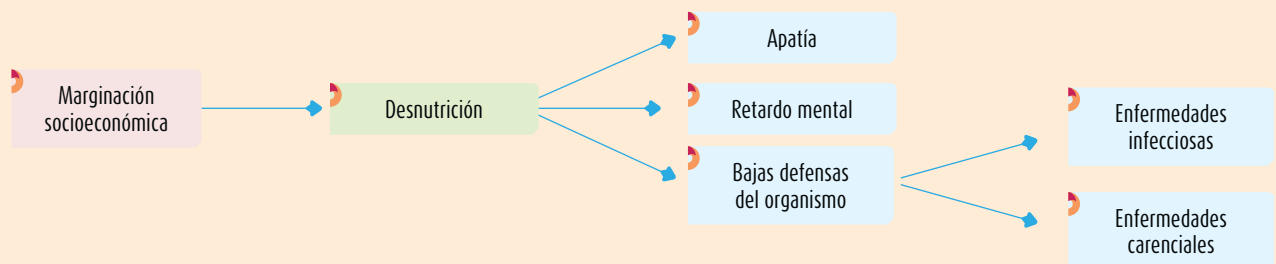 Marginación
socioeconómica
Desnutrición
Apatía
Retardo mental
Bajas defensas
del organismo
Enfermedades
infecciosas
Enfermedades
carenciales